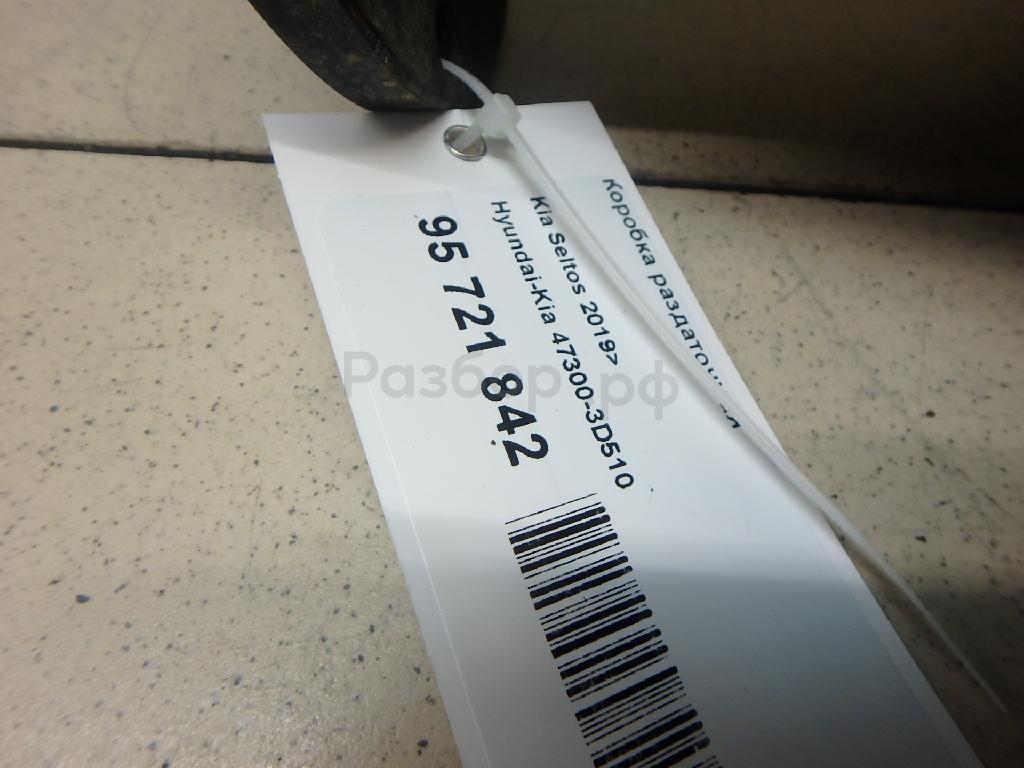 Коробка раздаточная
Kia Seltos 2019>
Hyundai-Kia 47300-3D510
95 721 842
Разбор.рф